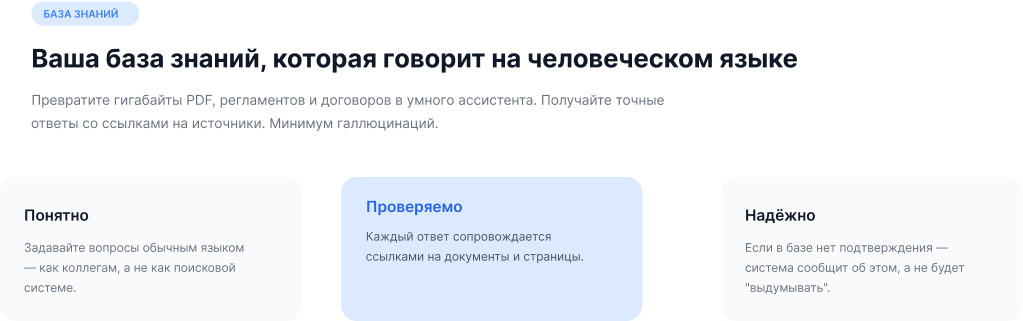 БАЗА ЗНАНИЙ
Ваша база знаний, которая говорит на человеческом языке
Превратите гигабайты PDF, регламентов и договоров в умного ассистента. Получайте точные
ответы со ссылками на источники. Минимум галлюцинаций.
Понятно
Задавайте вопросы обычным языком
— как коллегам, а не как поисковой
системе.
Проверяемо
Каждый ответ сопровождается
ссылками на документы и страницы.
Надёжно
Если в базе нет подтверждения —
система сообщит об этом, а не будет
"выдумывать".